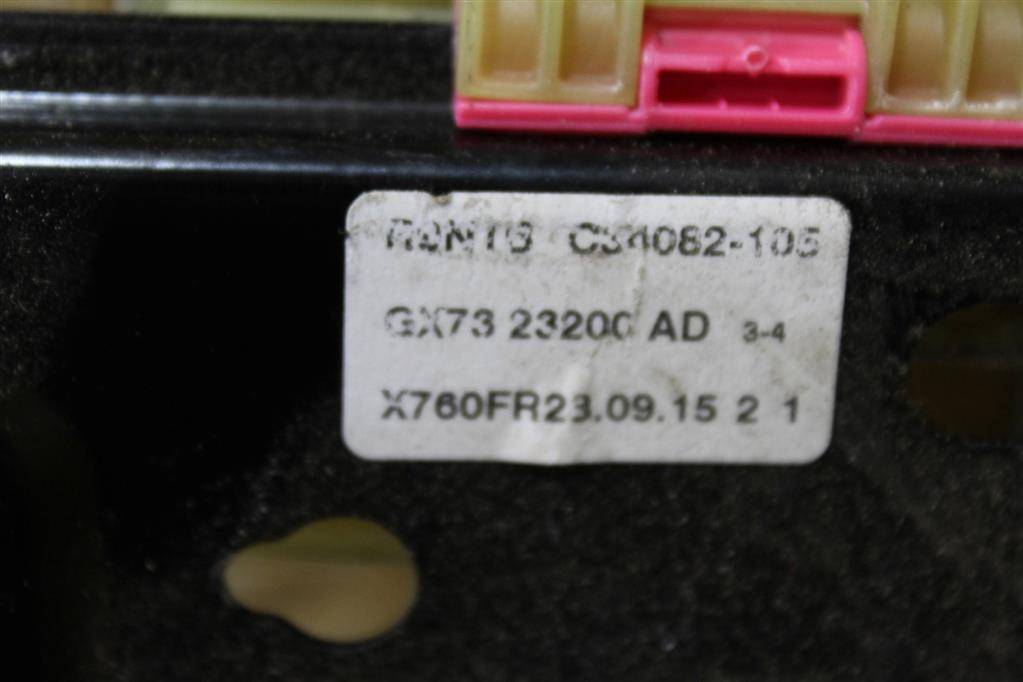 C34082-105
GX73 23200 AD 3-4
X760FR23.09.15 2 1